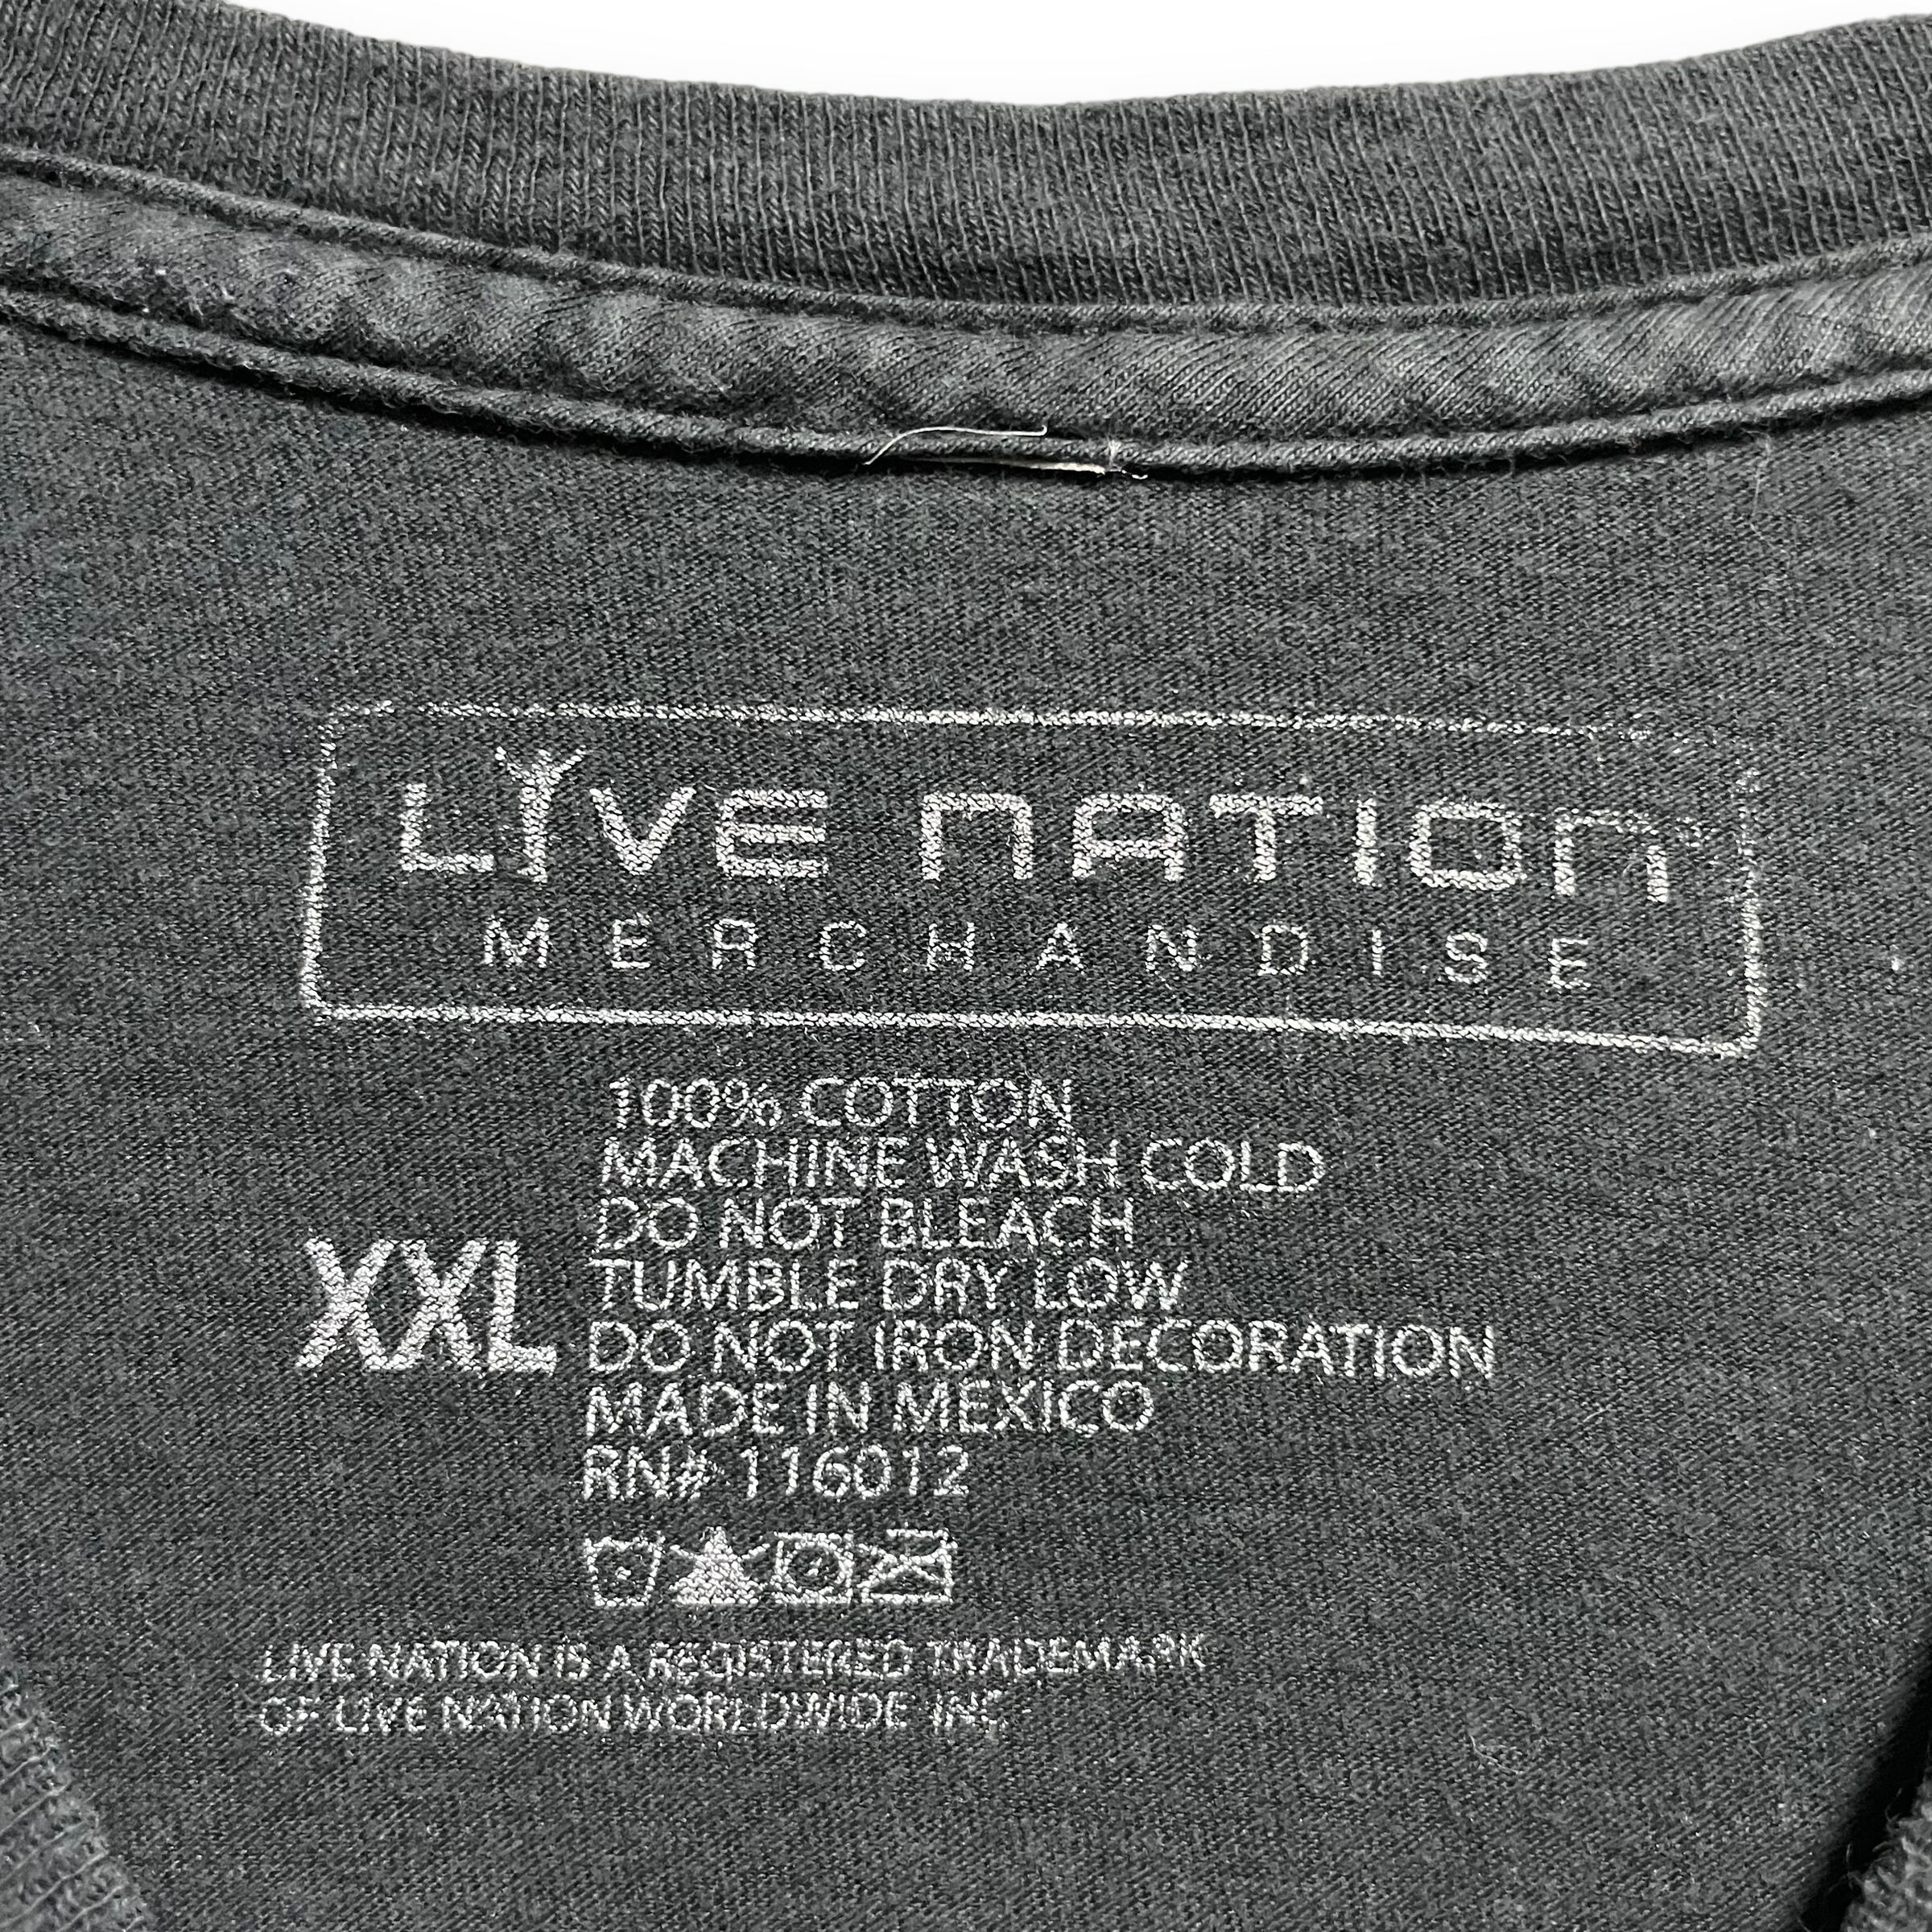 LIVE NATION
MERCHANDISE
100% COTTON
MACHINE WASH COLD
DO NOT BLEACH
TUMBLE DRY LOW
XXL
DO NOT IRON DECORATION
MADE IN MEXICO
RN# 116012
LIVE NATION IS A REGISTERED TRADEMARK
OF LIVE NATION WORLDWIDE INC.